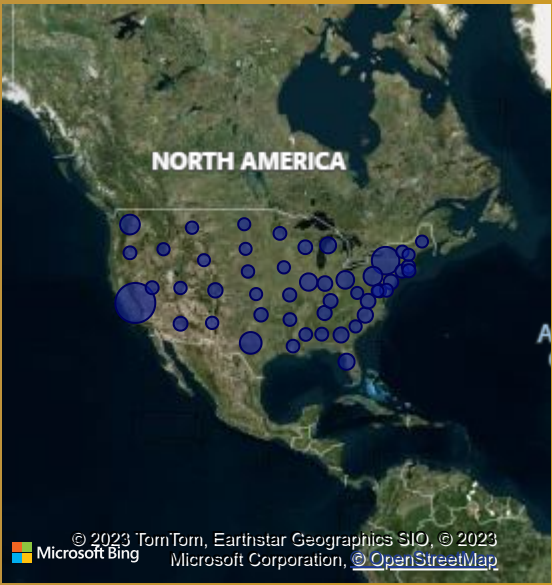 NORTH AMERICA
A
© 2023 TomTom, Earthstar Geographics SIO, © 2023
Microsoft Bing
Microsoft Corporation, © OpenStreetMap